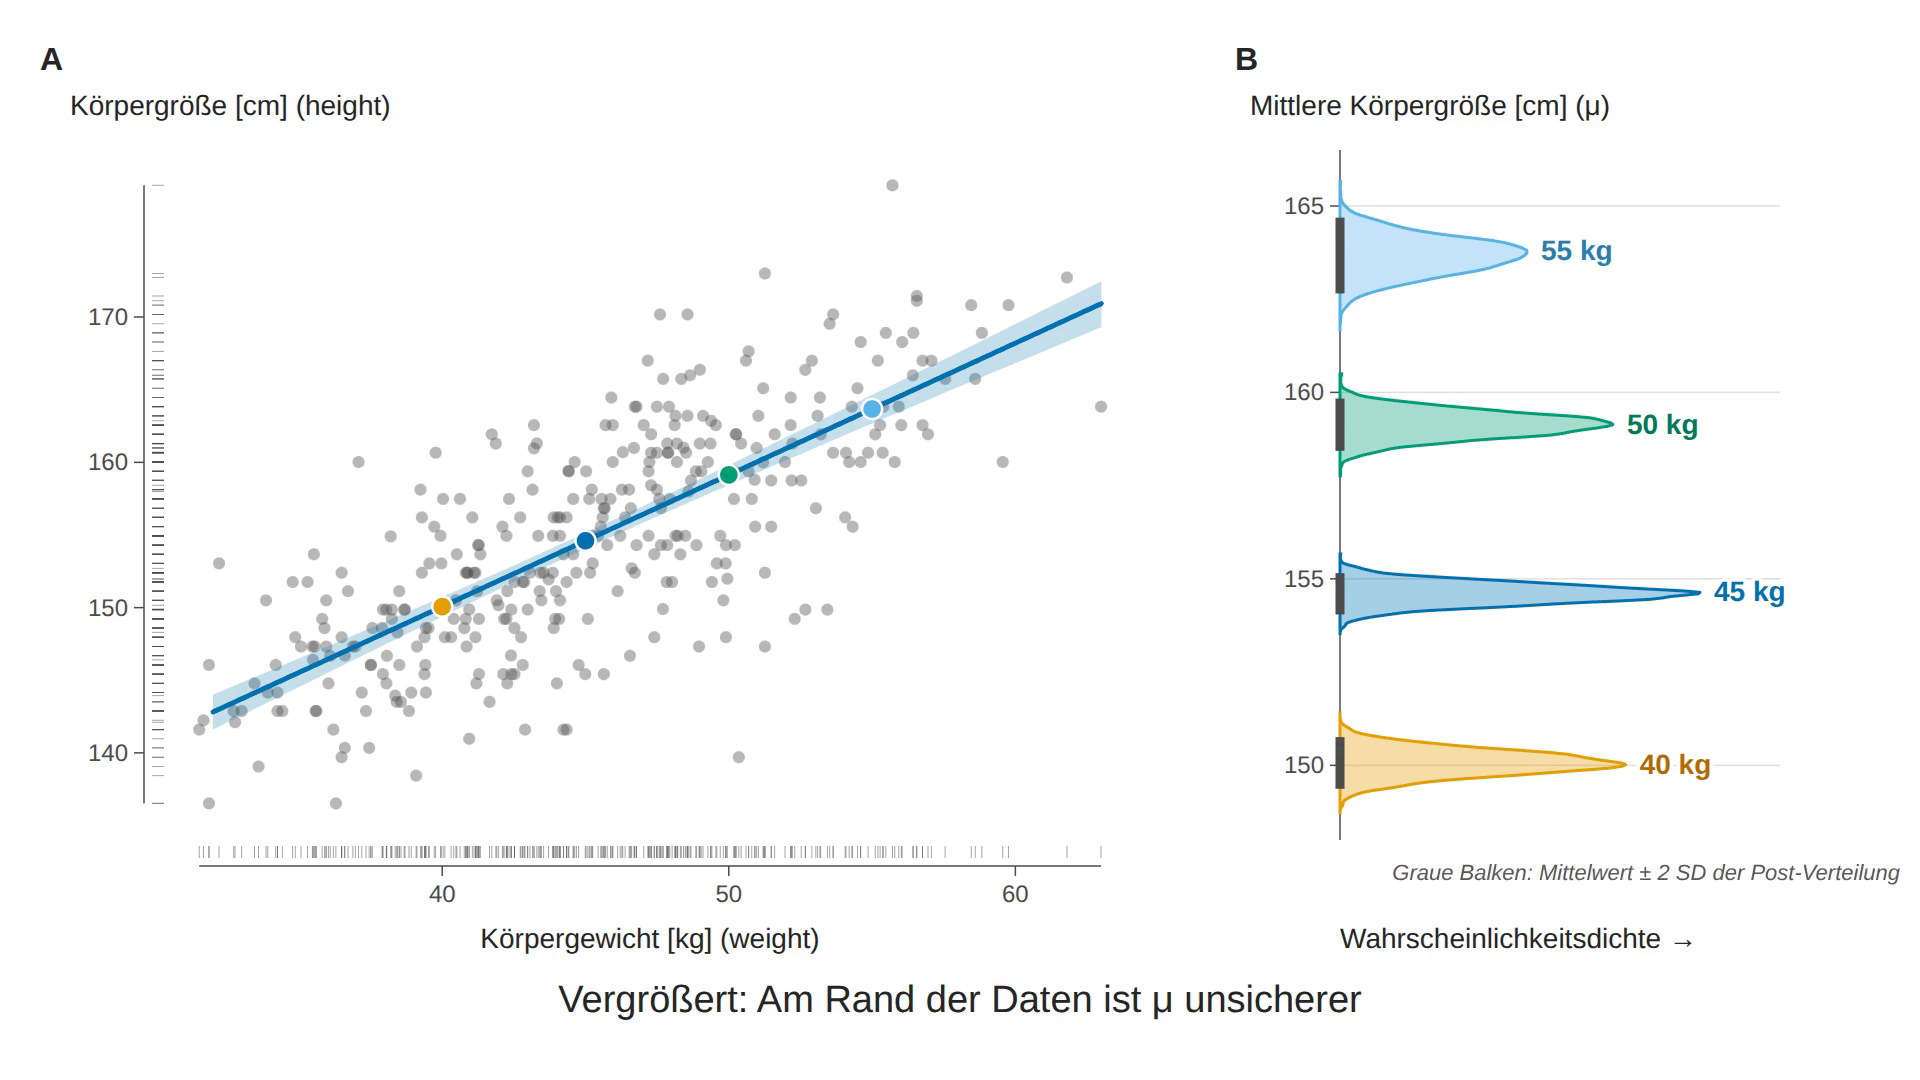 A
Körpergröße [cm] (height)
170
160
150
140
40
50
60
Körpergewicht [kg] (weight)
B
Mittlere Körpergröße [cm] (μ)
165
160
155
150
55 kg
50 kg
45 kg
40 kg
Graue Balken: Mittelwert ± 2 SD der Post-Verteilung
Wahrscheinlichkeitsdichte →
Vergrößert: Am Rand der Daten ist μ unsicherer